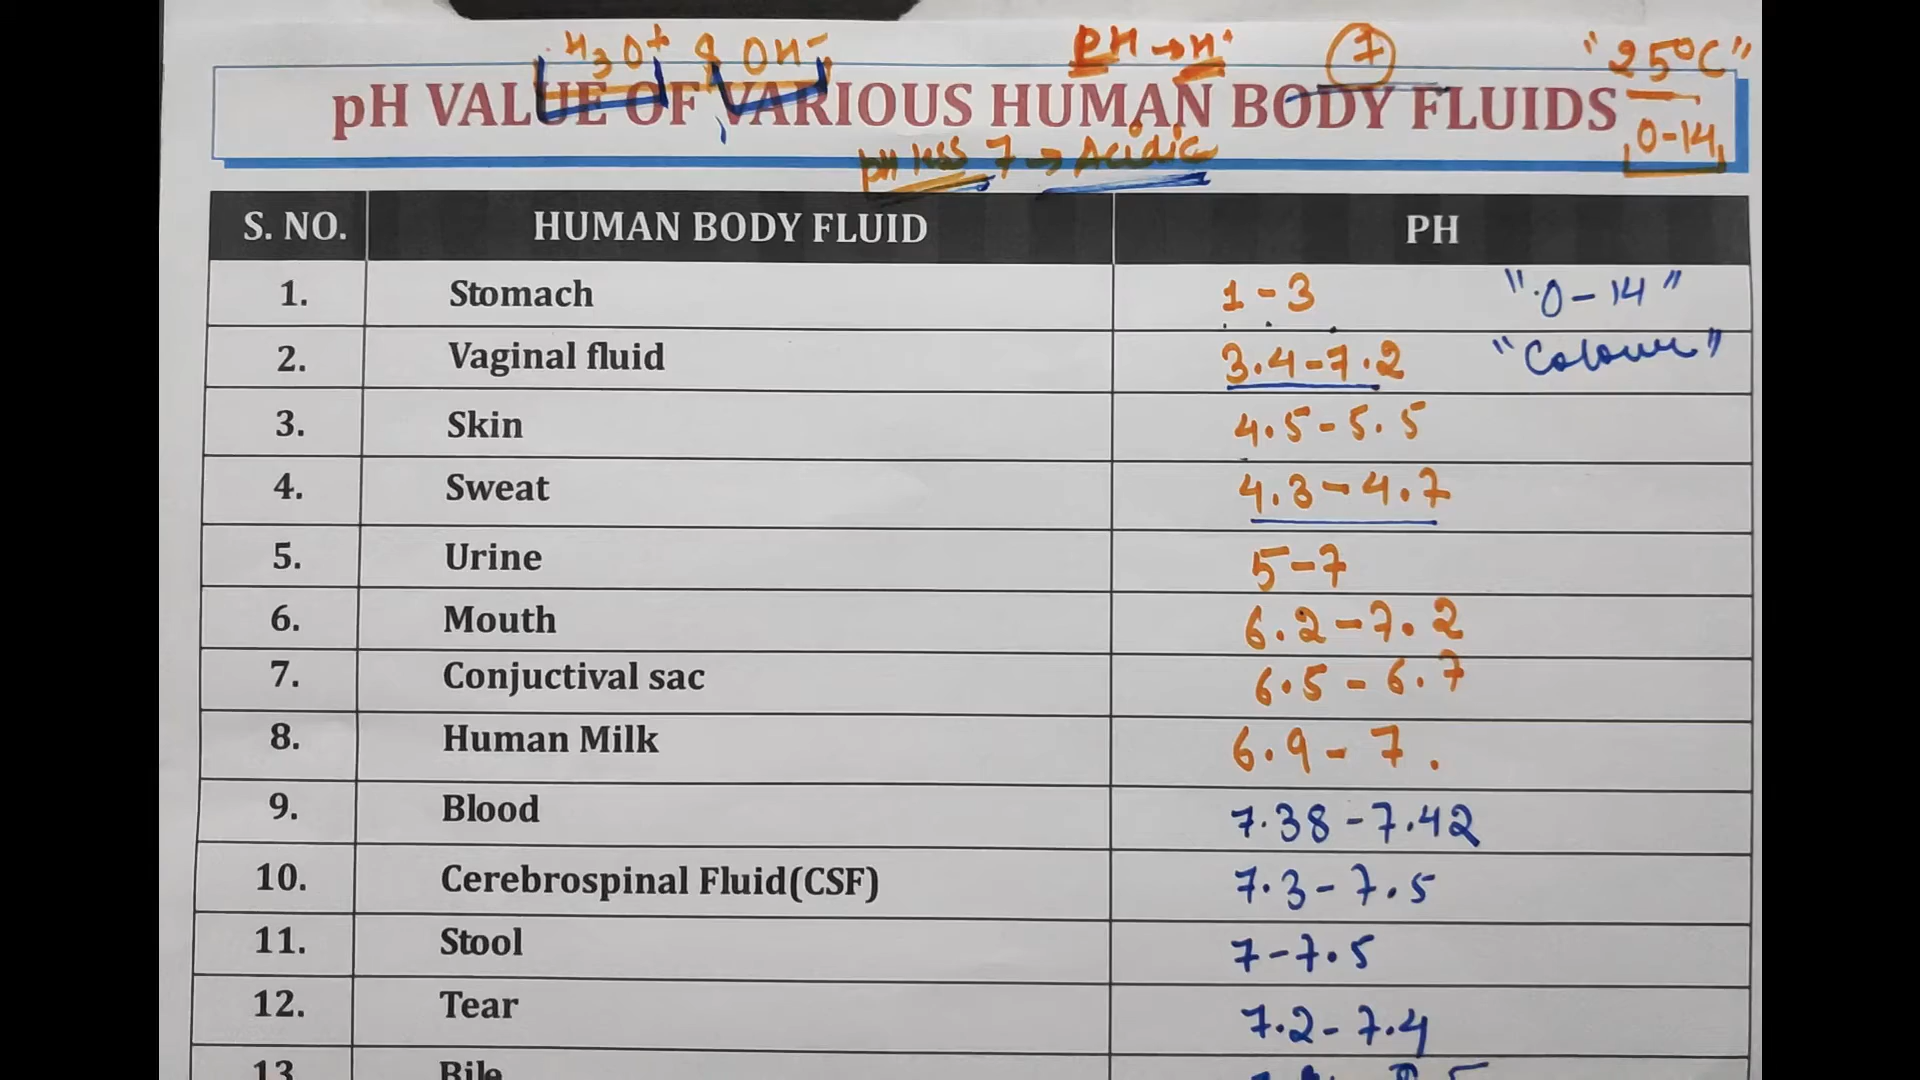 H3O+ & OH-
pH → H+
7
"25°C"
pH VALUE OF VARIOUS HUMAN BODY FLUIDS
0-14
pH less 7 → Acidic
S. NO. HUMAN BODY FLUID PH
1. Stomach 1-3 "0-14"
2. Vaginal fluid 3.4-7.2 "Colour"
3. Skin 4.5-5.5
4. Sweat 4.3-4.7
5. Urine 5-7
6. Mouth 6.2-7.2
7. Conjuctival sac 6.5-6.7
8. Human Milk 6.9-7.
9. Blood 7.38-7.42
10. Cerebrospinal Fluid(CSF) 7.3-7.5
11. Stool 7-7.5
12. Tear 7.2-7.4
13 Bile